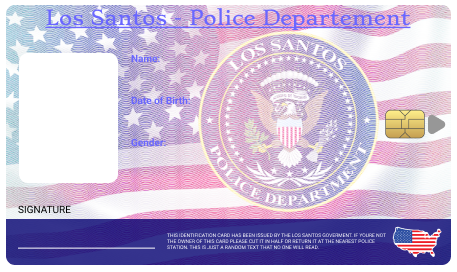 Los Santos - Police Departement
Name:
LOS SANTOS
Date of Birth:
Gender:
POLICE DEPARTMENT
SIGNATURE
THIS IDENTIFICATION CARD HAS BEEN ISSUED BY THE LOS SANTOS GOVERMENT. IF YOU'RE NOT
THE OWNER OF THIS CARD PLEASE CUT IT IN HALF OR RETURN IT AT THE NEAREST POLICE
STATION. THIS IS JUST A RANDOM TEXT THAT NO ONE WILL READ.